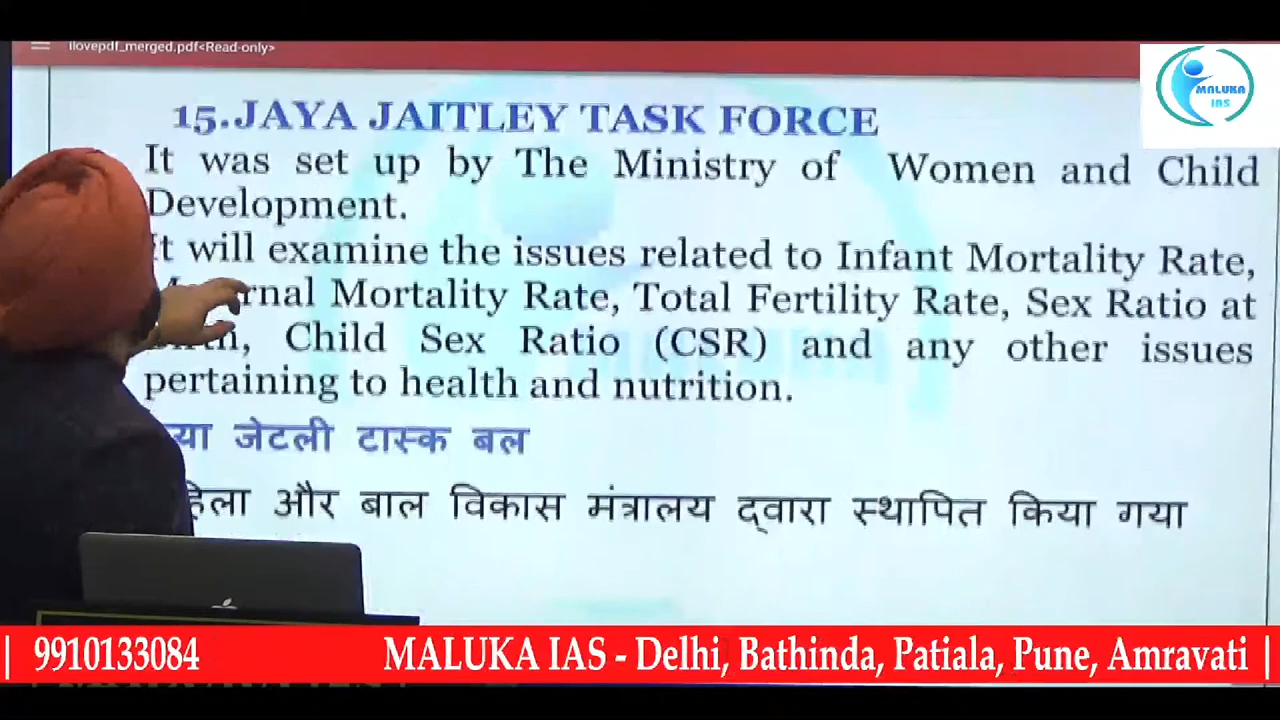 ilovepdf_merged.pdf<Read-only>
MALUKA
IAS
15.JAYA JAITLEY TASK FORCE
It was set up by The Ministry of Women and Child
Development.
It will examine the issues related to Infant Mortality Rate,
Mortality Rate, Total Fertility Rate, Sex Ratio at
Child Sex Ratio (CSR) and any other issues
pertaining to health and nutrition.
जेटली टास्क बल
और बाल विकास मंत्रालय द्वारा स्थापित किया गया
| 9910133084 MALUKA IAS - Delhi, Bathinda, Patiala, Pune, Amravati |